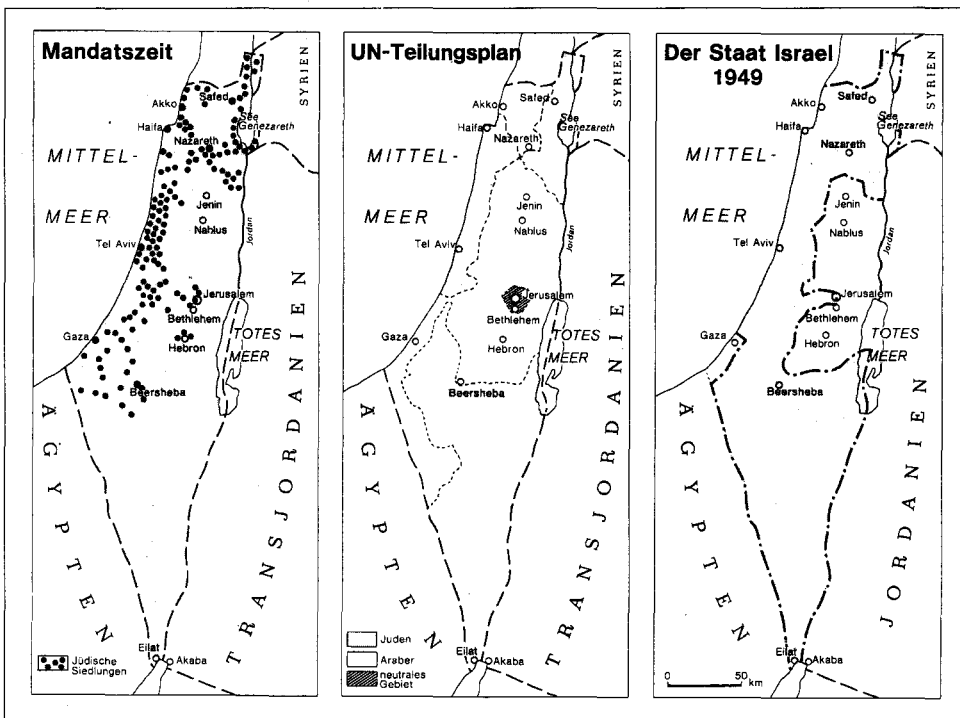 Mandatszeit
SYRIEN
Safed
Akko
See
Genezareth
Haifa
Nazareth
MITTEL-
MEER
Jenin
Nablus
Jordan
Tel Aviv
Jerusalem
Bethlehem
Gaza
Hebron
TOTES
MEER
Beersheba
ÄGYPTEN
TRANSJORDANIEN
Eilat
Akaba
Jüdische
Siedlungen
UN-Teilungsplan
SYRIEN
Safed
Akko
See
Genezareth
Haifa
Nazareth
MITTEL-
MEER
Jenin
Nablus
Jordan
Tel Aviv
Jerusalem
Bethlehem
Gaza
Hebron
TOTES
MEER
Beersheba
ÄGYPTEN
TRANSJORDANIEN
Juden
Araber
neutrales
Gebiet
Eilat
Akaba
Der Staat Israel
1949
SYRIEN
Safed
Akko
See
Genezareth
Haifa
Nazareth
MITTEL-
MEER
Jenin
Nablus
Jordan
Tel Aviv
Jerusalem
Bethlehem
Gaza
Hebron
TOTES
MEER
Beersheba
ÄGYPTEN
JORDANIEN
Eilat
Akaba
0 50
km